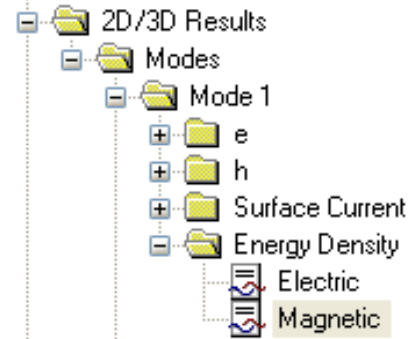 2D/3D Results
Modes
Mode 1
e
h
Surface Current
Energy Density
Electric
Magnetic